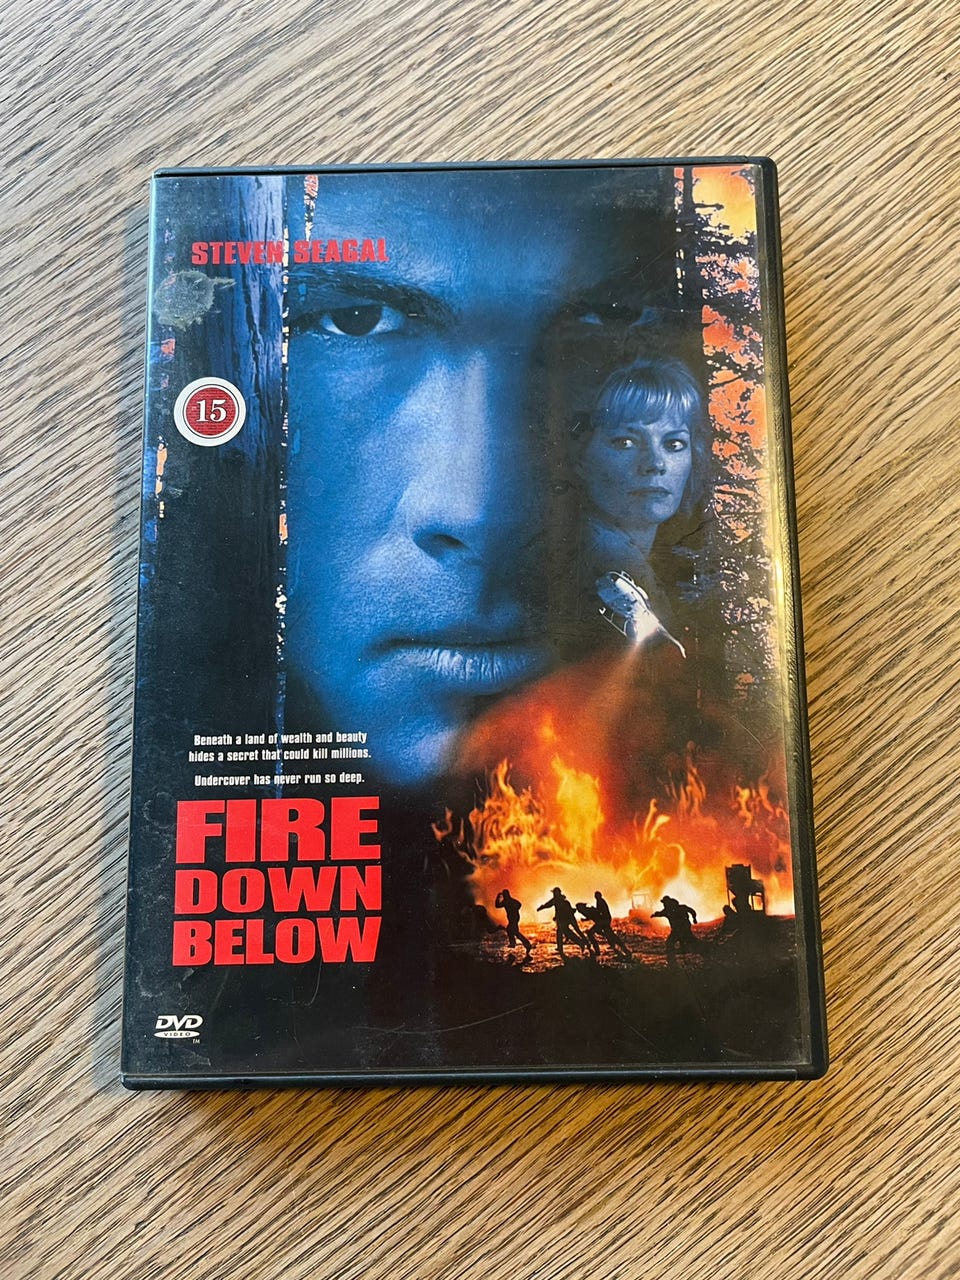 STEVEN SEAGAL
15
Beneath a land of wealth and beauty
hides a secret that could kill millions.
Undercover has never run so deep.
FIRE
DOWN
BELOW
DVD
VIDEO
TM